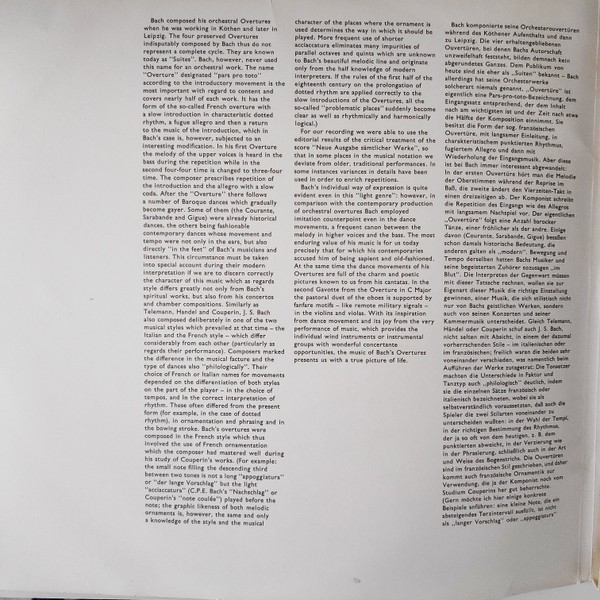 Bach composed his orchestral Overtures
when he was working in Köthen and later in
Leipzig. The four preserved Overtures
indisputably composed by Bach thus do not
represent a complete cycle. They are known
today as "Suites". Bach, however, never used
this name for an orchestral work. The name
"Overture" designated "pars pro toto"
according to the introductory movement is the
most important with regard to content and
covers nearly half of each work. It has the
form of the so-called French overture with
a slow introduction in characteristic dotted
rhythm, a fugue allegro and then a return
to the music of the introduction, which in
Bach's case is, however, subjected to an
interesting modification. In his first Overture
the melody of the upper voices is heard in the
bass during the repetition while in the
second four-four time is changed to three-four
time. The composer prescribes repetition of
the introduction and the allegro with a slow
coda. After the "Overture" there follows
a number of Baroque dances which gradually
become gayer. Some of them (the Courante,
Sarabande and Gigue) were already historical
dances, the others being fashionable
contemporary dances whose movement and
tempo were not only in the ears, but also
directly "in the feet" of Bach's musicians and
listeners. This circumstance must be taken
into special account during their modern
interpretation if we are to discern correctly
the character of this music which as regards
style differs greatly not only from Bach's
spiritual works, but also from his concertos
and chamber compositions. Similarly as
Telemann, Handel and Couperin, J. S. Bach
also composed deliberately in one of the two
musical styles which prevailed at that time – the
Italian and the French style – which differ
considerably from each other (particularly as
regards their performance). Composers marked
the difference in the musical facture and the
type of dances also "philologically". Their
choice of French or Italian names for movements
depended on the differentiation of both styles
on the part of the player – in the choice of
tempos, and in the correct interpretation of
rhythm. These often differed from the present
form (for example, in the case of dotted
rhythm), in ornamentation and phrasing and in
the bowing stroke. Bach's overtures were
composed in the French style which thus
involved the use of French ornamentation
which the composer had mastered well during
his study of Couperin's works. (For example:
the small note filling the descending third
between two tones is not a long "appoggiatura"
or "der lange Vorschlag" but the light
"acciaccatura" (C.P.E. Bach's "Nachschlag" or
Couperin's "note coulée") played before the
note; the graphic likeness of both melodic
ornaments is, however, the same and only
a knowledge of the style and the musical
character of the places where the ornament is
used determines the way in which it should be
played. More frequent use of shorter
acciaccatura eliminates many impurities of
parallel octaves and quints which are unknown
to Bach's beautiful melodic line and originate
only from the half knowledge of modern
interpreters. If the rules of the first half of the
eighteenth century on the prolongation of
dotted rhythm are applied correctly to the
slow introductions of the Overtures, all the
so-called "problematic places" suddenly become
clear as well as rhythmically and harmonically
logical.)
For our recording we were able to use the
editorial results of the critical treatment of the
score "Neue Ausgabe sämtlicher Werke", so
that in some places in the musical notation we
deviate from older, traditional performances. In
some instances variations in details have been
used in order to enrich repetitions.
Bach's individual way of expression is quite
evident even in this "light genre"; however, in
comparison with the contemporary production
of orchestral overtures Bach employed
imitation counterpoint even in the dance
movements, a frequent canon between the
melody in higher voices and the bass. The most
enduring value of his music is for us today
precisely that for which his contemporaries
accused him of being sapient and old-fashioned.
At the same time the dance movements of his
Overtures are full of the charm and poetic
pictures known to us from his cantatas. In the
second Gavotte from the Overture in C Major
the pastoral duet of the oboes is supported by
fanfare motifs – like remote military signals –
in the violins and violas. With its inspiration
from dance movement and its joy from the very
performance of music, which provides the
individual wind instruments or instrumental
groups with wonderful concertante
opportunities, the music of Bach's Overtures
presents us with a true picture of life.
Bach komponierte seine Orchesterouvertüren
während des Köthener Aufenthalts und dann
zu Leipzig. Die vier erhaltengebliebenen
Ouvertüren, bei denen Bachs Autorschaft
unzweifelhaft feststeht, bilden demnach kein
abgerundetes Ganzes. Dem Publikum von
heute sind sie eher als „Suiten" bekannt – Bach
allerdings hat seine Orchesterwerke
solcherart niemals genannt. „Ouvertüre" ist
eigentlich eine Pars-pro-toto-Bezeichnung, dem
Eingangssatz entsprechend, der dem Inhalt
nach am wichtigsten ist und der Zeit nach etwa
die Hälfte der Komposition einnimmt. Sie
besitzt die Form der sog. französischen
Ouvertüre, mit langsamer Einleitung, in
charakteristischem punktierten Rhythmus,
fugiertem Allegro und dann mit
Wiederholung der Eingangsmusik. Aber diese
ist bei Bach immer interessant abgewandelt:
In der ersten Ouvertüre hört man die Melodie
der Oberstimmen während der Reprise im
Baß, die zweite ändert den Vierzeiten-Takt in
einen dreizeitigen ab. Der Komponist schreibt
die Repetition des Eingangs wie des Allegros
mit langsamem Nachspiel vor. Der eigentlichen
„Ouvertüre" folgt eine Anzahl barocker
Tänze, einer fröhlicher als der andre. Einige
davon (Courante, Sarabande, Gigue) besaßen
schon damals historische Bedeutung, die
anderen galten als „modern". Bewegung und
Tempo derselben hatten Bachs Musiker und
seine begeisterten Zuhörer sozusagen „im
Blut". Die Interpreten der Gegenwart müssen
mit dieser Tatsache rechnen, wollen sie zur
Eigenart dieser Musik die richtige Einstellung
gewinnen, einer Musik, die sich stilistisch nicht
nur von Bachs geistlichen Werken, sondern
auch von seinen Konzerten und seiner
Kammermusik unterscheidet. Gleich Telemann,
Händel oder Couperin schuf auch J. S. Bach,
nicht selten mit Absicht, in einem der dazumal
vorherrschenden Stile – im italienischen oder
im französischen; freilich waren die beiden sehr
voneinander verschieden, was namentlich beim
Aufführen der Werke zutagetrat: Die Tonsetzer
machten die Unterschiede in Faktur und
Tanztyp auch „philologisch" deutlich, indem
sie die einzelnen Sätze französisch oder
italienisch bezeichneten, wobei sie als
selbstverständlich voraussetzten, daß auch die
Spieler die zwei Stilarten voneinander zu
unterscheiden wußten: in der Wahl der Tempi,
in der richtigen Bestimmung des Rhythmus,
der ja so oft von dem heutigen, z. B. dem
punktierten abweicht, in der Verzierung wie
in der Phrasierung, schließlich auch in der Art
und Weise des Bogenstrichs. Die Ouvertüren
sind im französischen Stil geschrieben, und daher
kommt auch französische Ornamentik zur
Verwendung, die ja der Komponist noch vom
Studium Couperins her gut beherrschte.
(Gern möchte ich hier einige konkrete
Beispiele anführen: eine kleine Note, die ein
absteigendes Terzintervall ausfüllt, ist nicht
als „langer Vorschlag" oder „appoggiatura"